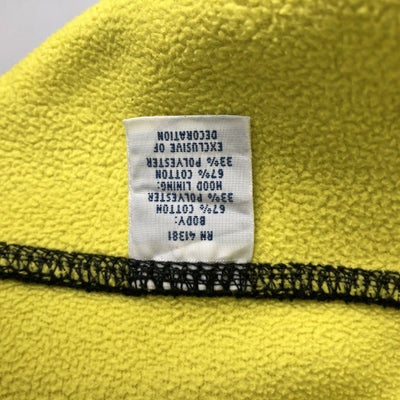 RN 41381
BODY:
67% COTTON
33% POLYESTER
HOOD LINING:
67% COTTON
33% POLYESTER
EXCLUSIVE OF
DECORATION